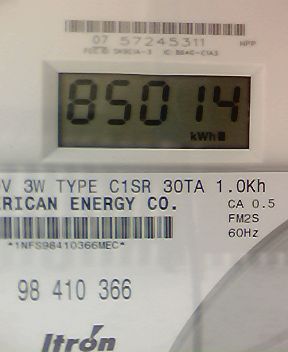 07 57245311 NPP
85014
kWh
V 3W TYPE C1SR 30TA 1.0Kh
RICAN ENERGY CO.
CA 0.5
FM2S
60Hz
*1NFS98410366MEC*
98 410 366
Itron